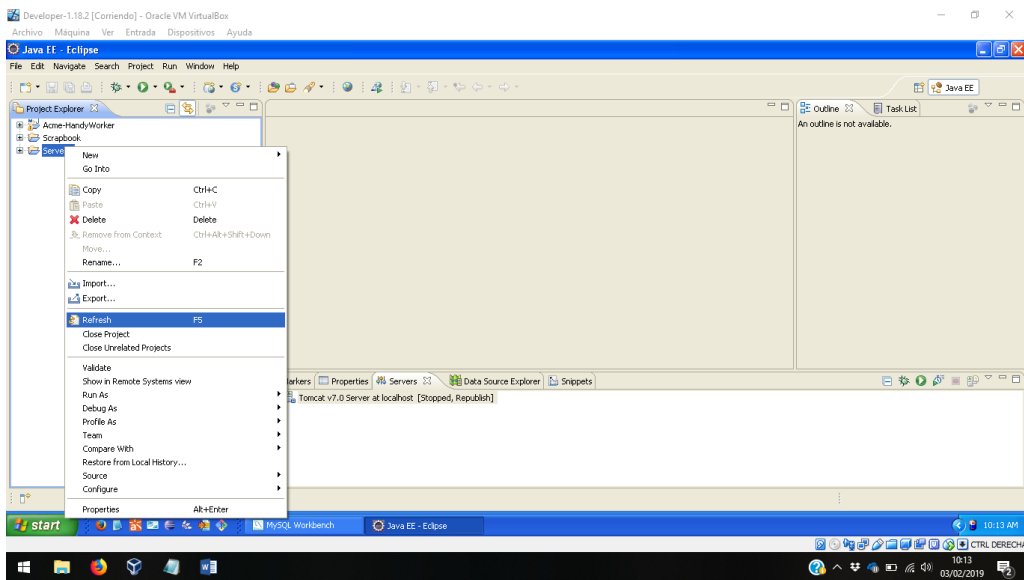 Developer-1.18.2 [Corriendo] - Oracle VM VirtualBox
Archivo Máquina Ver Entrada Dispositivos Ayuda
Java EE - Eclipse
File Edit Navigate Search Project Run Window Help
Java EE
Project Explorer
Outline
Task List
An outline is not available.
Acme-HandyWorker
Scrapbook
Serve
New
Go Into
Copy Ctrl+C
Paste Ctrl+V
Delete Delete
Remove from Context Ctrl+Alt+Shift+Down
Move...
Rename... F2
Import...
Export...
Refresh F5
Close Project
Close Unrelated Projects
Validate
Show in Remote Systems view
Run As
Debug As
Profile As
Team
Compare With
Restore from Local History...
Source
Configure
Properties Alt+Enter
arkers Properties Servers Data Source Explorer Snippets
Tomcat v7.0 Server at localhost [Stopped, Republish]
start MySQL Workbench Java EE - Eclipse 10:13 AM
CTRL DERECHA
10:13
03/02/2019